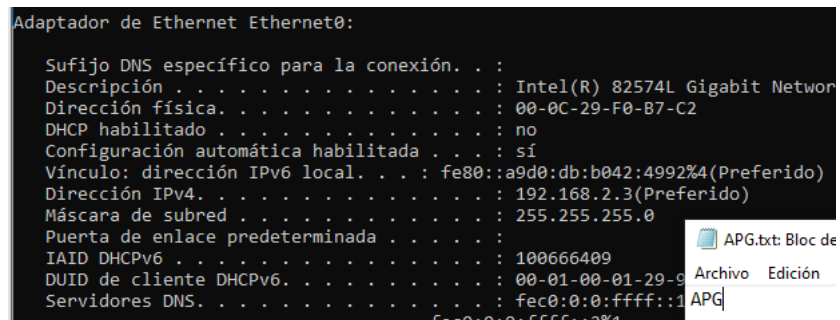 Adaptador de Ethernet Ethernet0:
Sufijo DNS específico para la conexión. . :
Descripción . . . . . . . . . . . . . . . : Intel(R) 82574L Gigabit Networ
Dirección física. . . . . . . . . . . . . : 00-0C-29-F0-B7-C2
DHCP habilitado . . . . . . . . . . . . . : no
Configuración automática habilitada . . . : sí
Vínculo: dirección IPv6 local. . . : fe80::a9d0:db:b042:4992%4(Preferido)
Dirección IPv4. . . . . . . . . . . . . . : 192.168.2.3(Preferido)
Máscara de subred . . . . . . . . . . . . : 255.255.255.0
Puerta de enlace predeterminada . . . . . :
IAID DHCPv6 . . . . . . . . . . . . . . . : 100666409
DUID de cliente DHCPv6. . . . . . . . . . : 00-01-00-01-29-9
Servidores DNS. . . . . . . . . . . . . . : fec0:0:0:ffff::1
APG.txt: Bloc de
Archivo Edición
APG